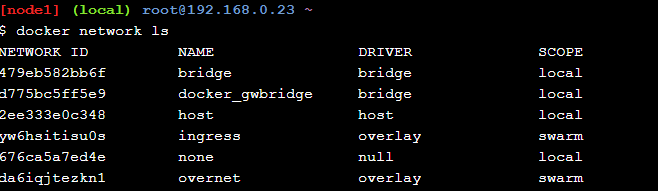 [node1] (local) root@192.168.0.23 ~
$ docker network ls
NETWORK ID NAME DRIVER SCOPE
479eb582bb6f bridge bridge local
d775bc5ff5e9 docker_gwbridge bridge local
2ee333e0c348 host host local
yw6hsitisu0s ingress overlay swarm
676ca5a7ed4e none null local
da6iqjtezkn1 overnet overlay swarm